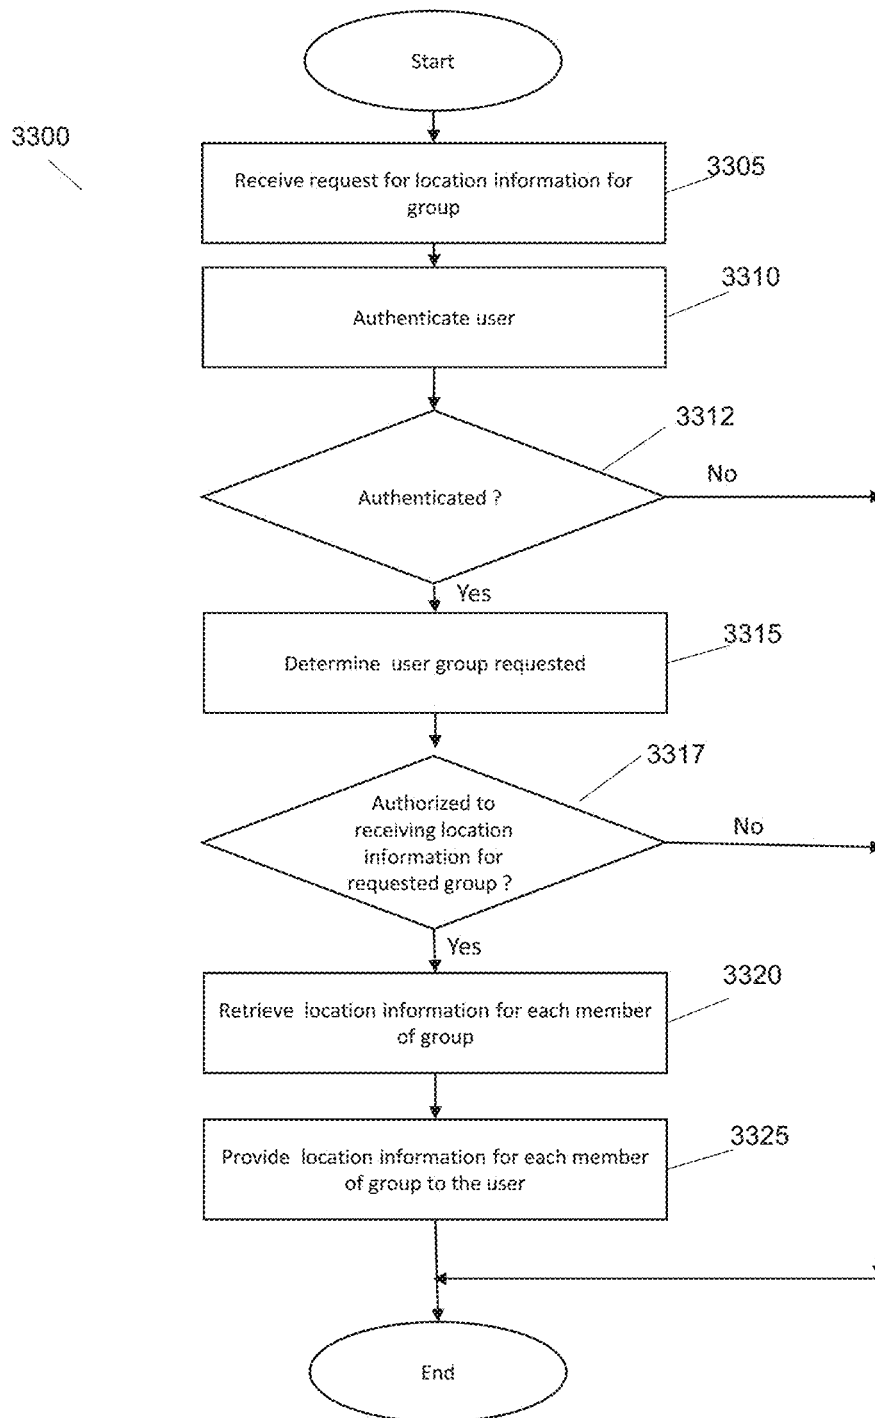 Start
3300
3305
Receive request for location information for
group
3310
Authenticate user
3312
No
Authenticated ?
Yes
3315
Determine user group requested
3317
Authorized to
receiving location
information for
requested group ?
No
Yes
3320
Retrieve location information for each member
of group
3325
Provide location information for each member
of group to the user
End